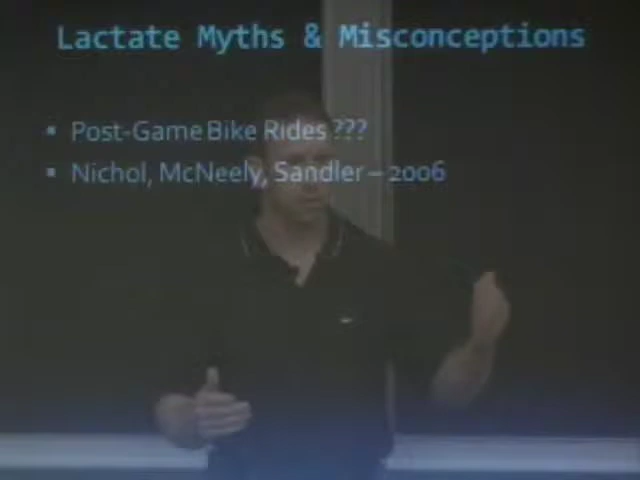 Lactate Myths & Misconceptions
▪ Post-Game Bike Rides ???
▪ Nichol, McNeely, Sandler – 2006